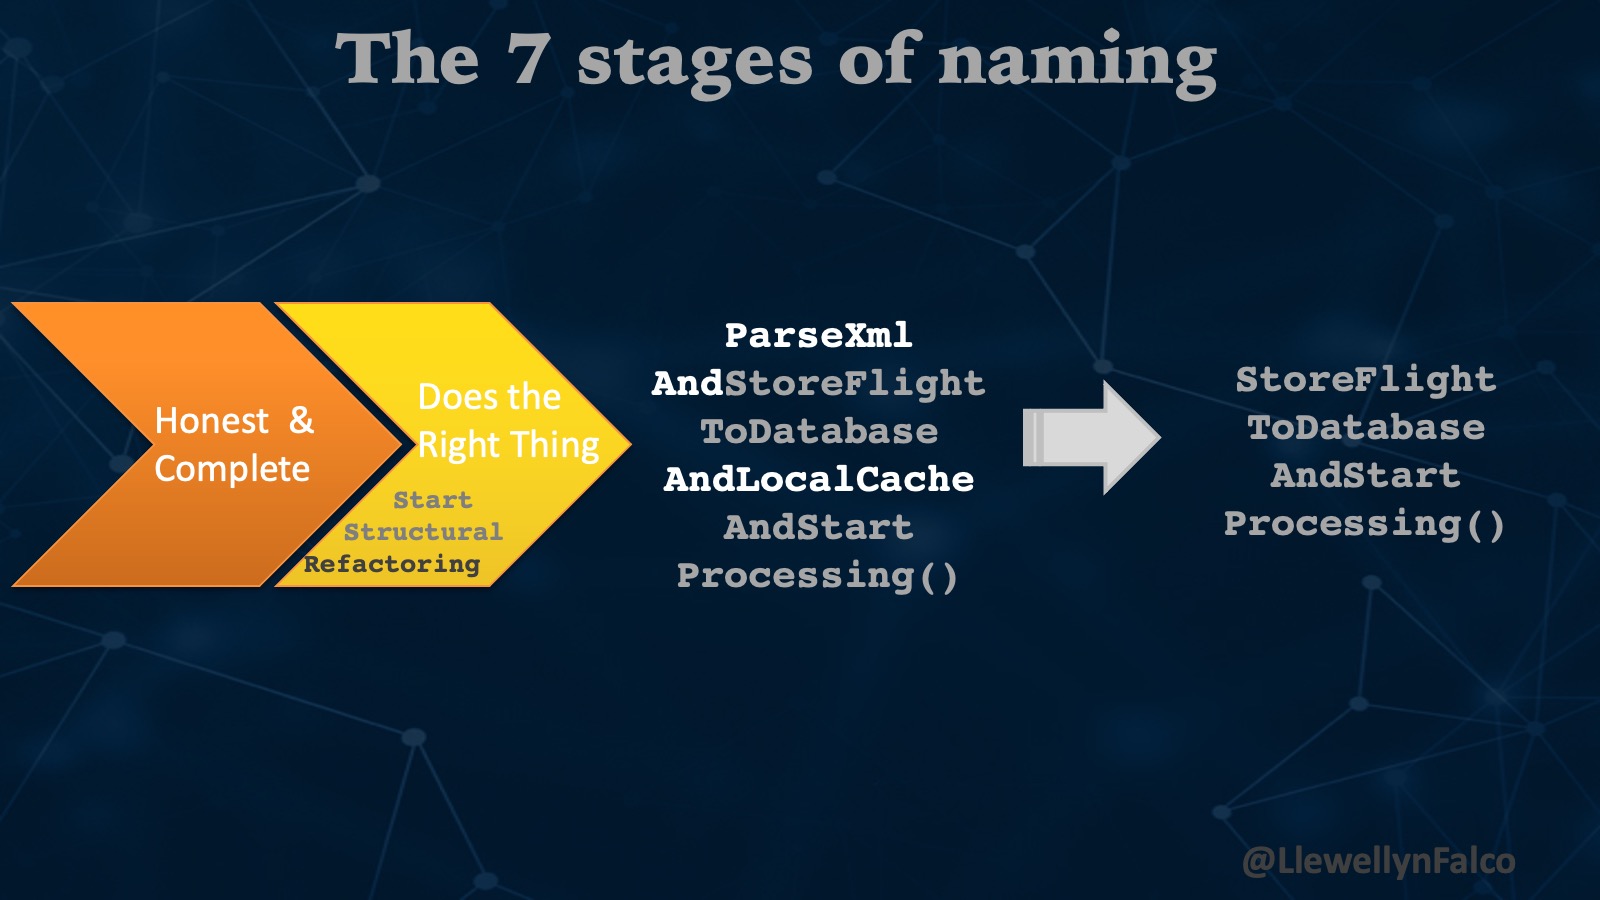 The 7 stages of naming
Honest &
Complete
Does the
Right Thing
Start
Structural
Refactoring
ParseXml
AndStoreFlight
ToDatabase
AndLocalCache
AndStart
Processing()
StoreFlight
ToDatabase
AndStart
Processing()
@LlewellynFalco